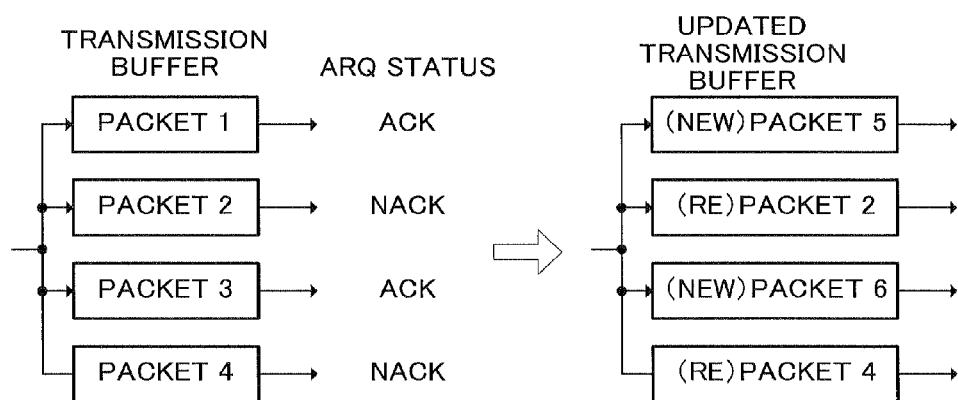 TRANSMISSION
BUFFER
ARQ STATUS
PACKET 1
ACK
PACKET 2
NACK
PACKET 3
ACK
PACKET 4
NACK
UPDATED
TRANSMISSION
BUFFER
(NEW)PACKET 5
(RE)PACKET 2
(NEW)PACKET 6
(RE)PACKET 4